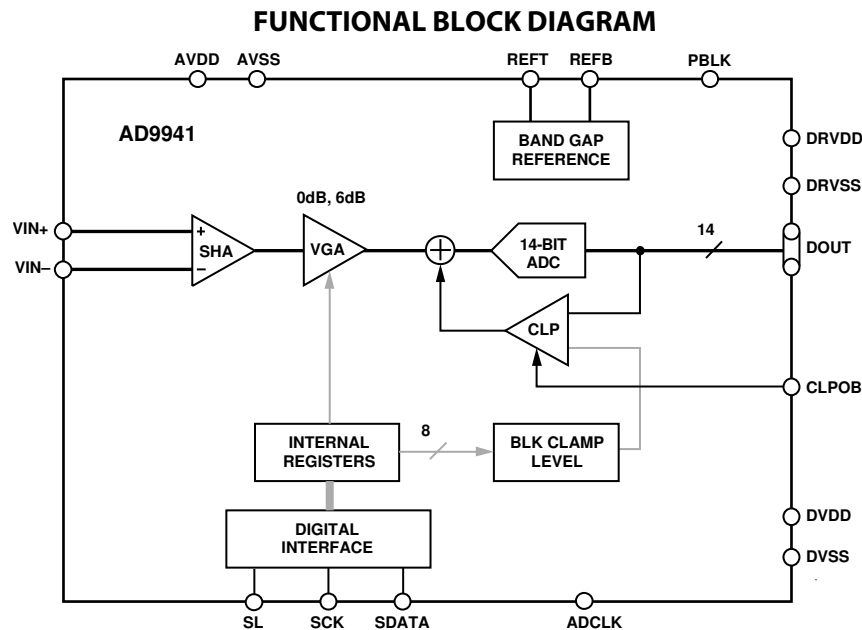 FUNCTIONAL BLOCK DIAGRAM
AVDD
AVSS
REFT
REFB
PBLK
AD9941
BAND GAP
REFERENCE
DRVDD
DRVSS
0dB, 6dB
VIN+
VIN–
+
SHA
–
VGA
14-BIT
ADC
14
DOUT
CLP
CLPOB
INTERNAL
REGISTERS
8
BLK CLAMP
LEVEL
DIGITAL
INTERFACE
DVDD
DVSS
SL
SCK
SDATA
ADCLK